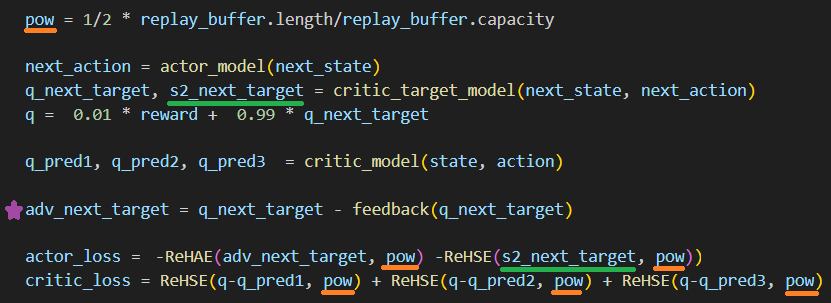 pow = 1/2 * replay_buffer.length/replay_buffer.capacity
next_action = actor_model(next_state)
q_next_target, s2_next_target = critic_target_model(next_state, next_action)
q =  0.01 * reward +  0.99 * q_next_target
q_pred1, q_pred2, q_pred3  = critic_model(state, action)
adv_next_target = q_next_target - feedback(q_next_target)
actor_loss =  -ReHAE(adv_next_target, pow) -ReHSE(s2_next_target, pow))
critic_loss = ReHSE(q-q_pred1, pow) + ReHSE(q-q_pred2, pow) + ReHSE(q-q_pred3, pow)